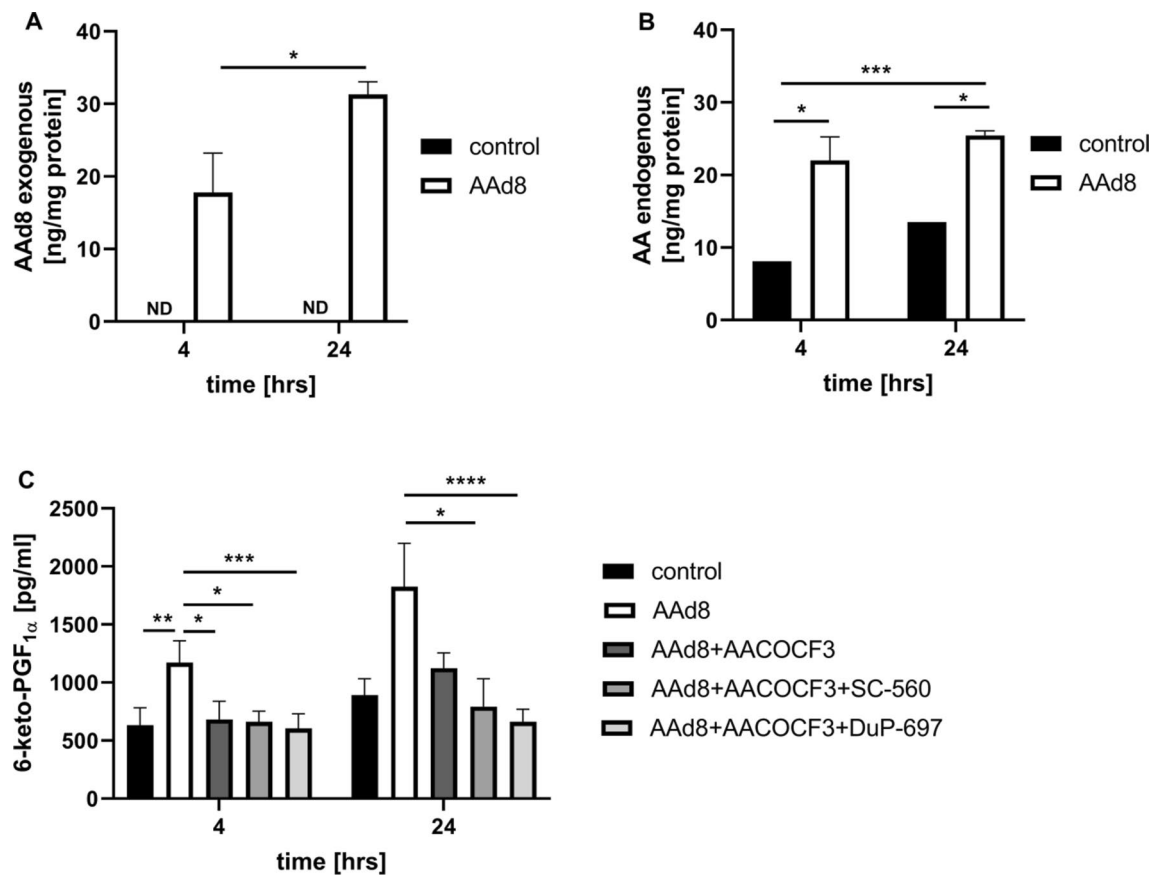 A
AAd8 exogenous
[ng/mg protein]
40
30
20
10
0
*
ND
ND
4
24
time [hrs]
control
AAd8
B
AA endogenous
[ng/mg protein]
40
30
20
10
0
***
*
*
4
24
time [hrs]
control
AAd8
C
6-keto-PGF1α [pg/ml]
2500
2000
1500
1000
500
0
**
*
*
***
*
****
4
24
time [hrs]
control
AAd8
AAd8+AACOCF3
AAd8+AACOCF3+SC-560
AAd8+AACOCF3+DuP-697